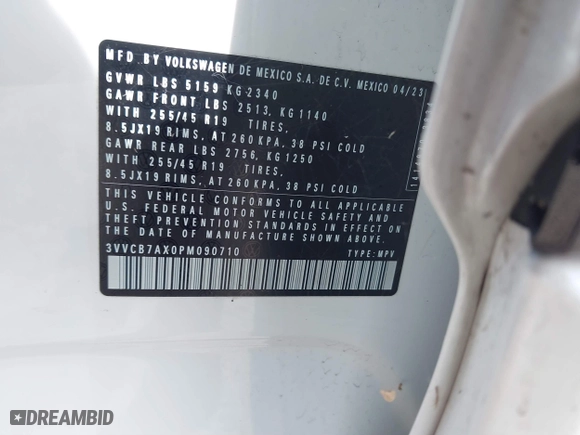 MFD. BY VOLKSWAGEN DE MEXICO S.A. DE C.V. MEXICO 04/23
GVWR LBS 5159 KG 2340
GAWR FRONT LBS 2513, KG 1140
WITH 255/45 R19 TIRES,
8.5JX19 RIMS, AT 260 KPA, 38 PSI COLD
GAWR REAR LBS 2756, KG 1250
WITH 255/45 R19 TIRES,
8.5JX19 RIMS, AT 260 KPA, 38 PSI COLD
THIS VEHICLE CONFORMS TO ALL APPLICABLE
U.S. FEDERAL MOTOR VEHICLE SAFETY AND
THEFT PREVENTION STANDARDS IN EFFECT ON
THE DATE OF MANUFACTURE SHOWN ABOVE
3VVCB7AX0PM090710 TYPE: MPV
DREAMBID